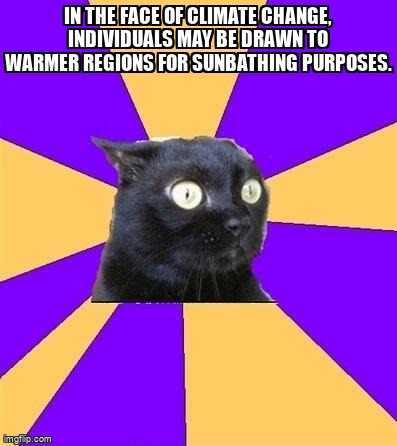 IN THE FACE OF CLIMATE CHANGE,
INDIVIDUALS MAY BE DRAWN TO
WARMER REGIONS FOR SUNBATHING PURPOSES.
imgflip.com